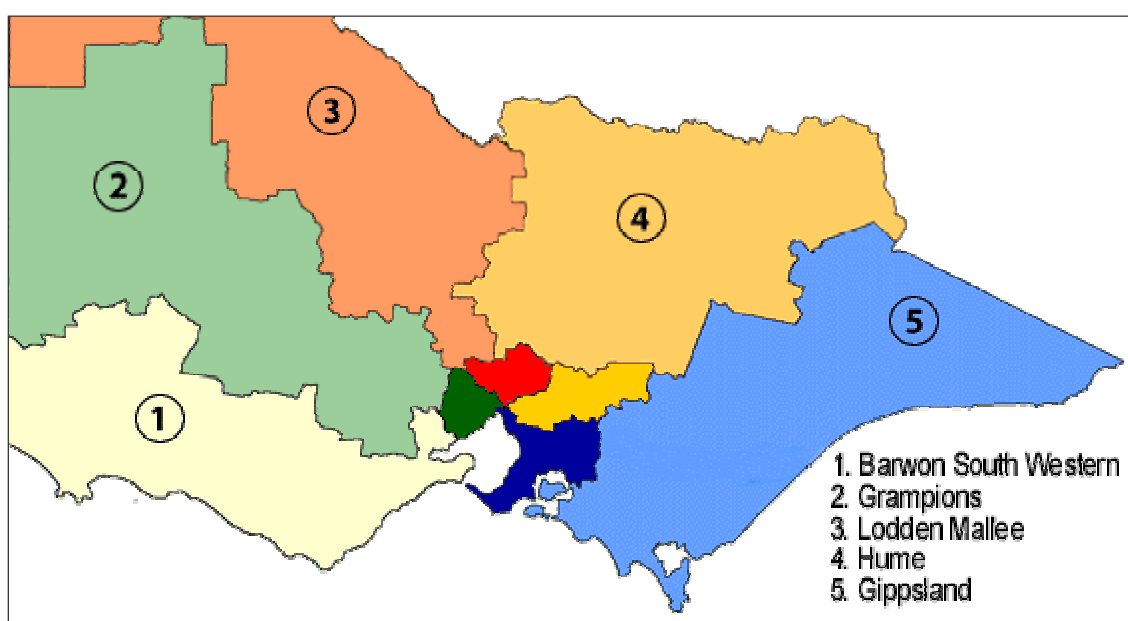 3
2
4
5
1
1. Barwon South Western
2. Grampions
3. Lodden Mallee
4. Hume
5. Gippsland